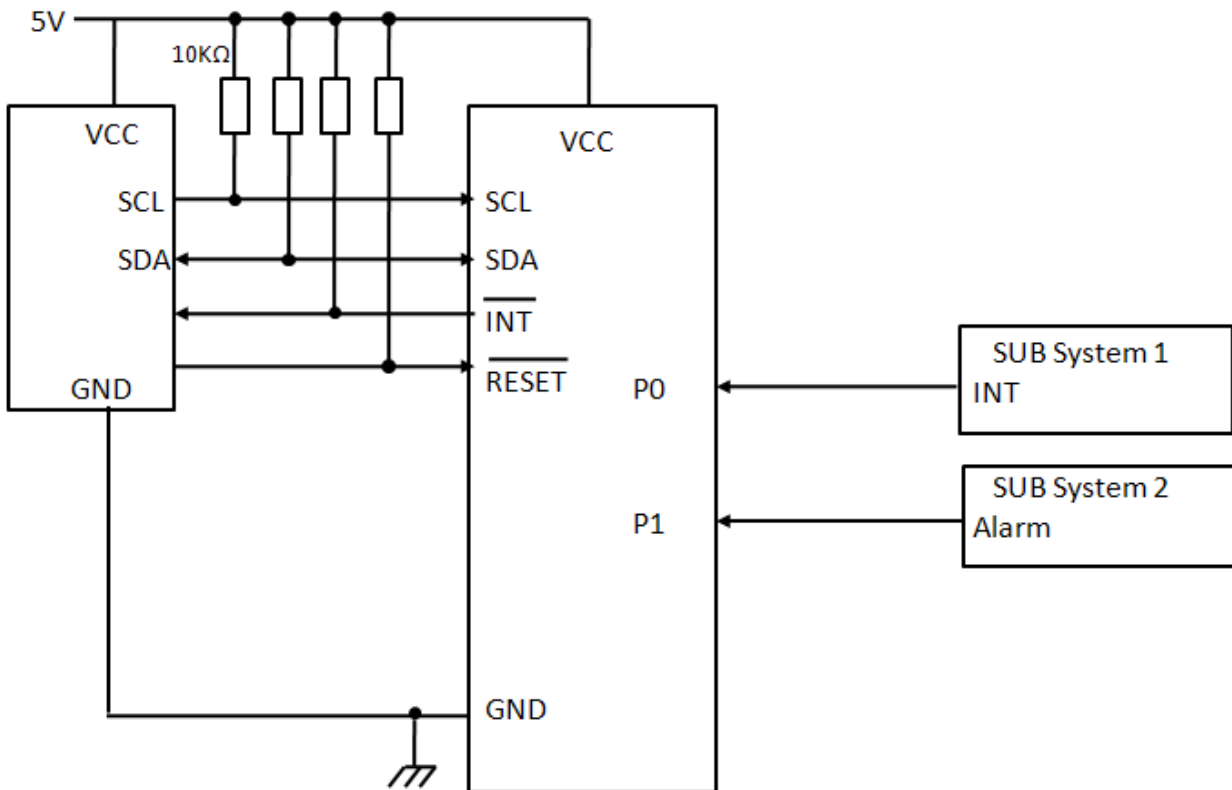 5V
10KΩ
VCC
SCL
SDA
GND
VCC
SCL
SDA
INT
RESET
P0
P1
GND
SUB System 1
INT
SUB System 2
Alarm